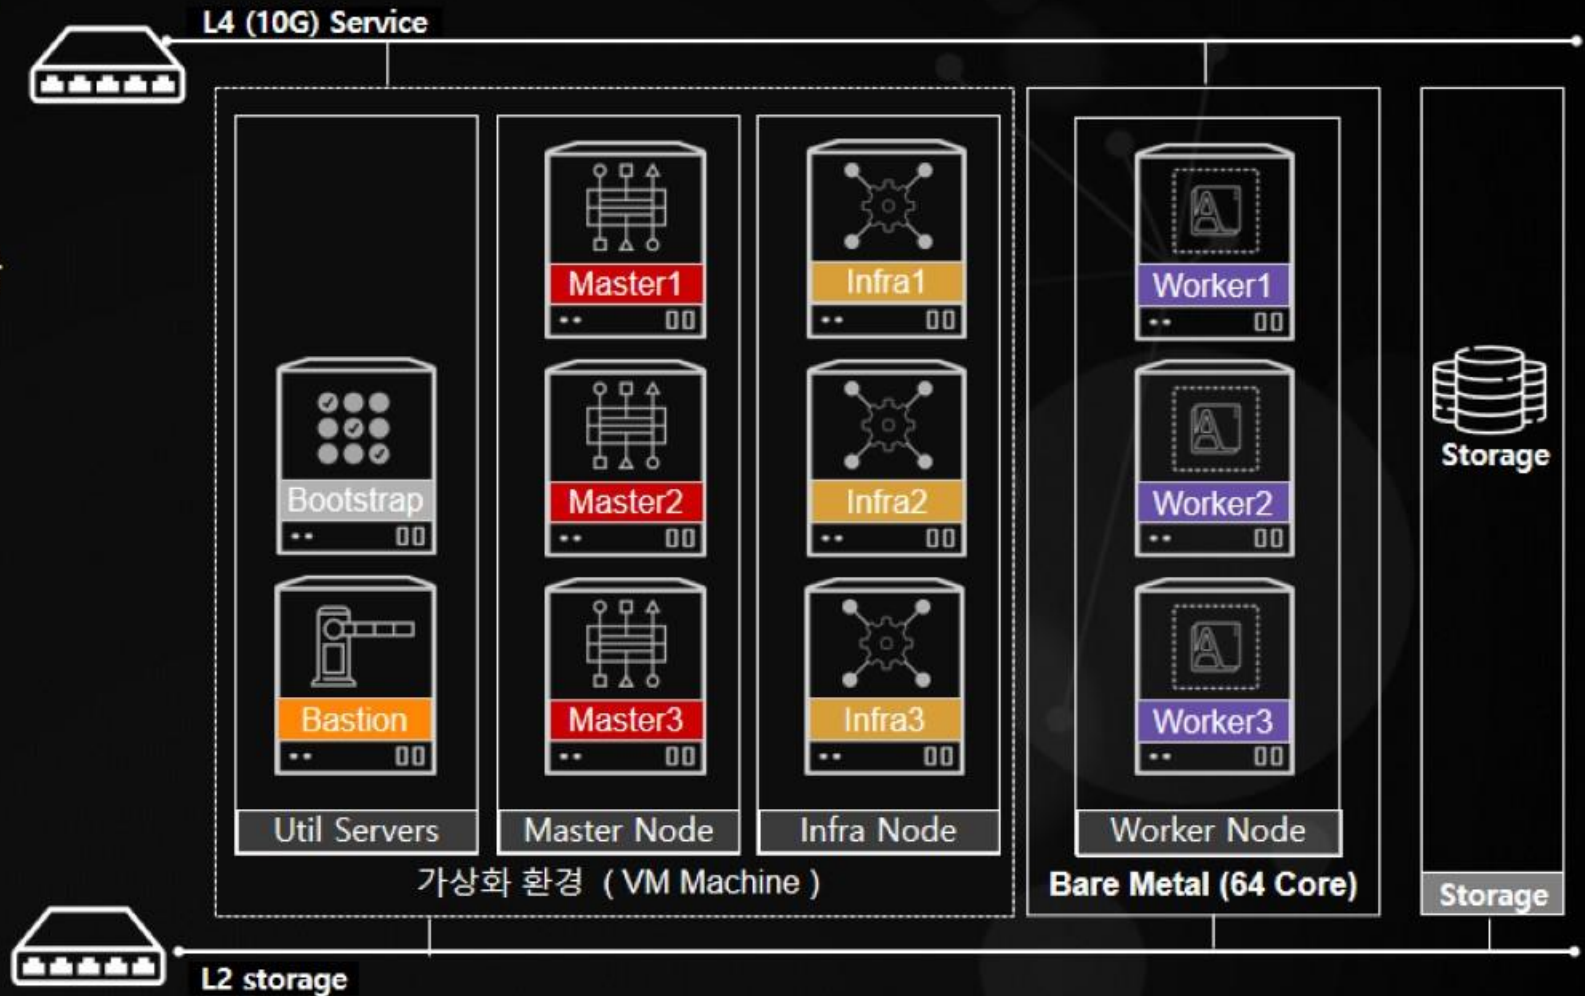 L4 (10G) Service
Master1
Infra1
Worker1
Storage
Bootstrap
Master2
Infra2
Worker2
Bastion
Master3
Infra3
Worker3
Util Servers
Master Node
Infra Node
Worker Node
가상화 환경 ( VM Machine )
Bare Metal (64 Core)
Storage
L2 storage